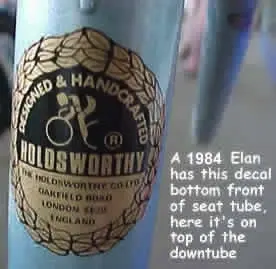 DESIGNED & HANDCRAFTED
®
HOLDSWORTHY
THE HOLDSWORTHY CO LTD
OAKFIELD ROAD
LONDON SE20
ENGLAND
A 1984 Elan
has this decal
bottom front
of seat tube,
here it's on
top of the
downtube